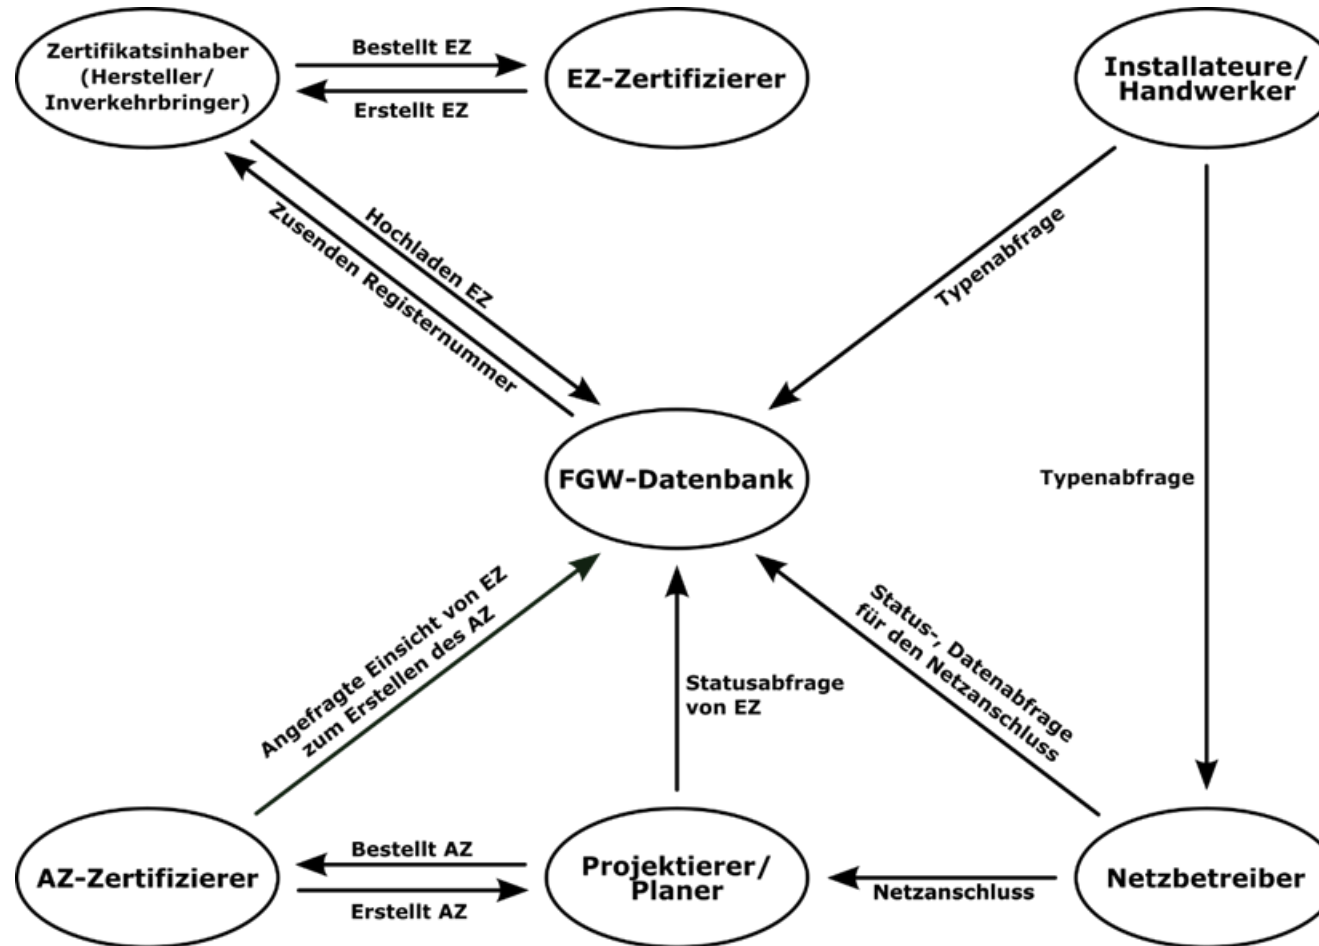 Zertifikatsinhaber
(Hersteller/
Inverkehrbringer)
Bestellt EZ
Erstellt EZ
EZ-Zertifizierer
Installateure/
Handwerker
Hochladen EZ
Zusenden Registernummer
Typenabfrage
FGW-Datenbank
Typenabfrage
Angefragte Einsicht von EZ
zum Erstellen des AZ
Statusabfrage
von EZ
Status-, Datenabfrage
für den Netzanschluss
AZ-Zertifizierer
Bestellt AZ
Erstellt AZ
Projektierer/
Planer
Netzanschluss
Netzbetreiber